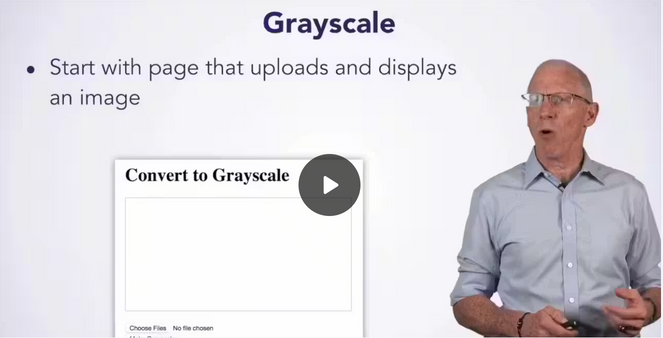 Grayscale
Start with page that uploads and displays
an image
Convert to Grayscale
Choose Files No file chosen